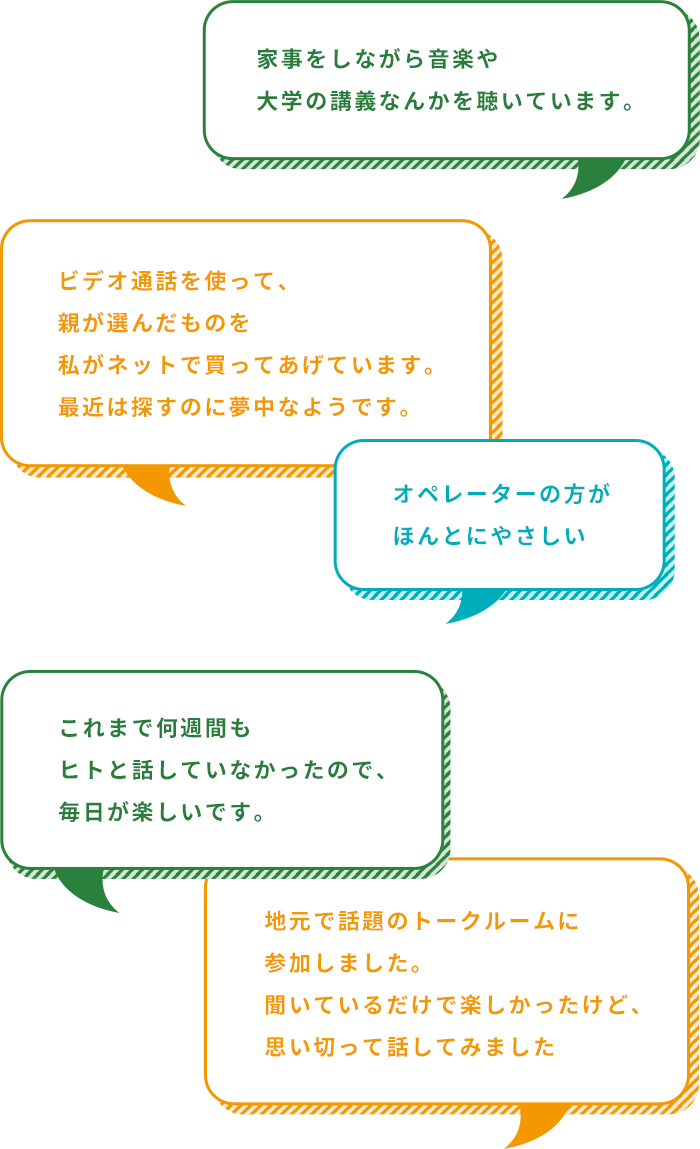 家事をしながら音楽や
大学の講義なんかを聴いています。
ビデオ通話を使って、
親が選んだものを
私がネットで買ってあげています。
最近は探すのに夢中なようです。
オペレーターの方が
ほんとにやさしい
これまで何週間も
ヒトと話していなかったので、
毎日が楽しいです。
地元で話題のトークルームに
参加しました。
聞いているだけで楽しかったけど、
思い切って話してみました